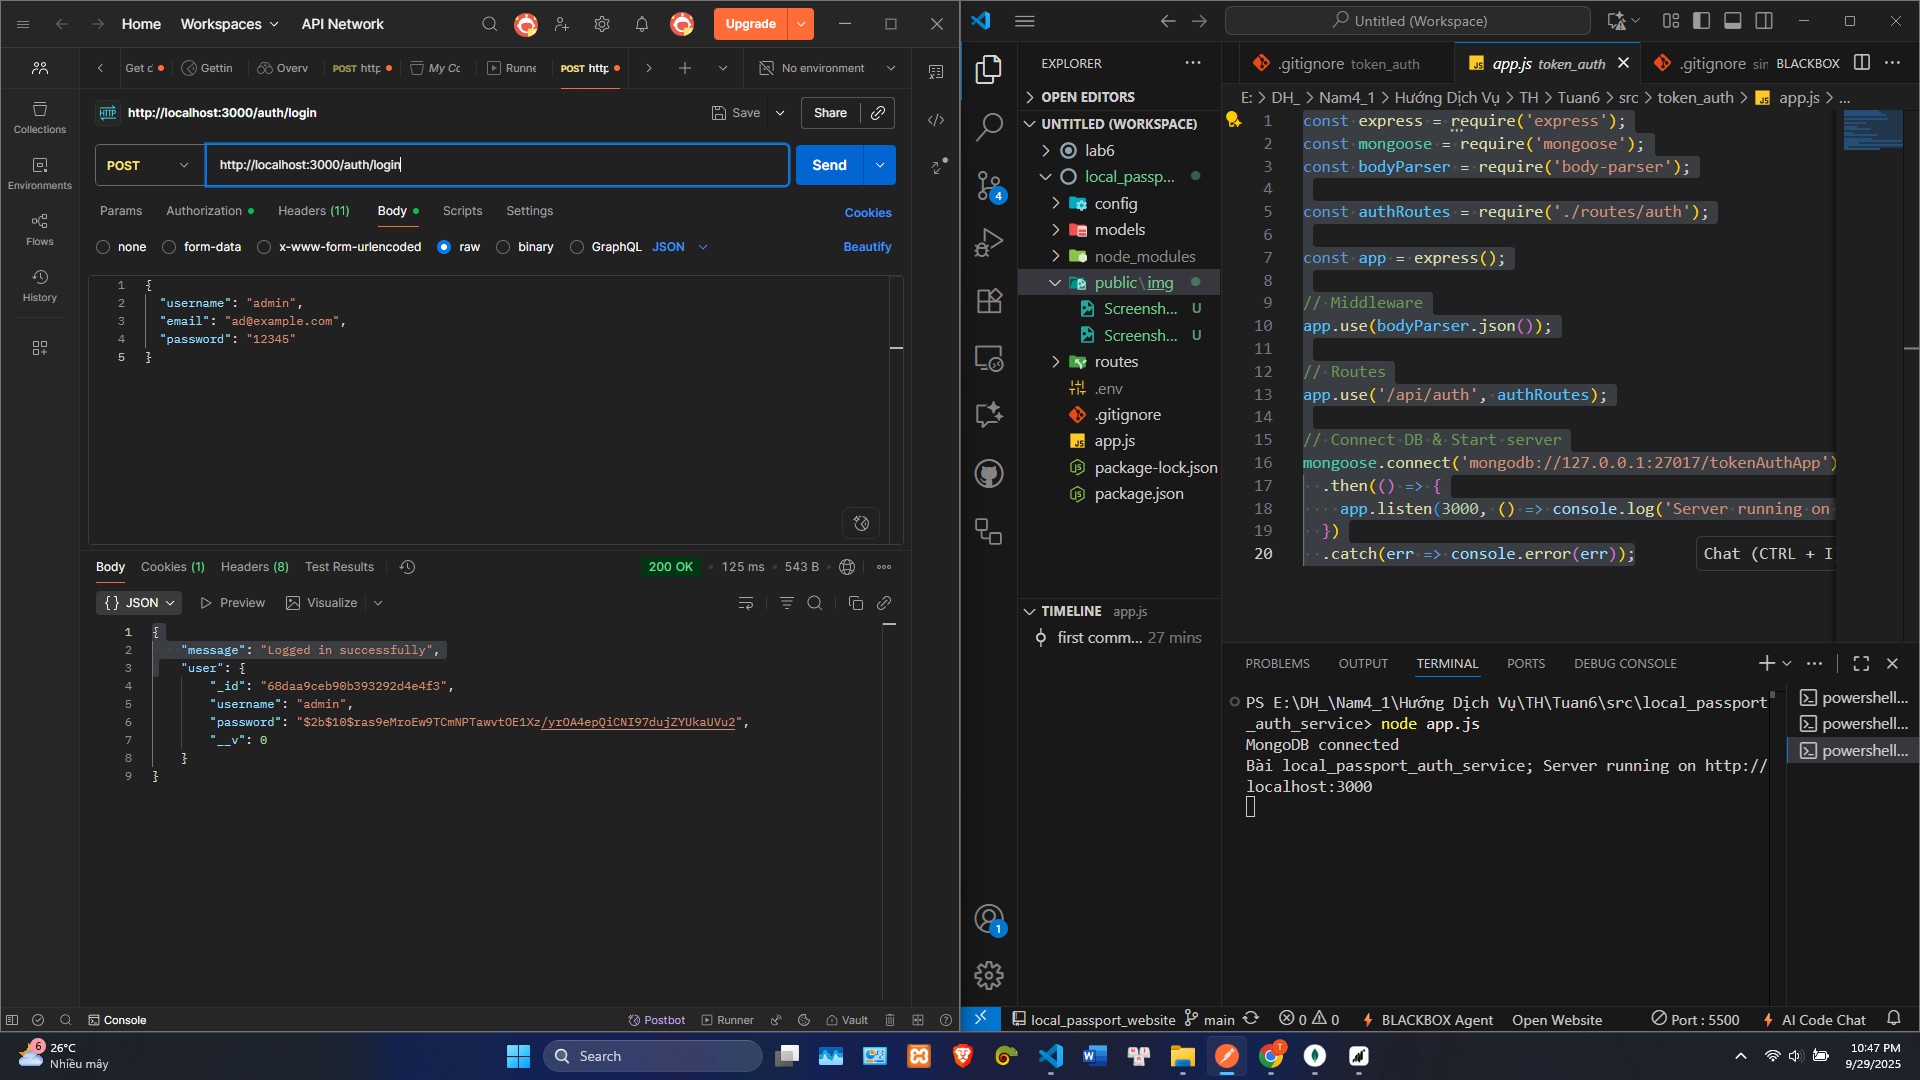 Home Workspaces API Network Upgrade
Get c Gettin Overv POST http My Co Runne POST http No environment
HTTP http://localhost:3000/auth/login Save Share
POST http://localhost:3000/auth/login Send
Params Authorization Headers (11) Body Scripts Settings Cookies
none form-data x-www-form-urlencoded raw binary GraphQL JSON Beautify
Collections
Environments
Flows
History
1 {
2 "username": "admin",
3 "email": "ad@example.com",
4 "password": "12345"
5 }
Body Cookies (1) Headers (8) Test Results 200 OK • 125 ms • 543 B
{} JSON Preview Visualize
1 {
2 "message": "Logged in successfully",
3 "user": {
4 "_id": "68daa9ceb90b393292d4e4f3",
5 "username": "admin",
6 "password": "$2b$10$ras9eMroEw9TCmNPTawvtOE1Xz/yrOA4epQiCNI97dujZYUkaUVu2",
7 "__v": 0
8 }
9 }
Console Postbot Runner Vault
Untitled (Workspace)
EXPLORER
OPEN EDITORS
UNTITLED (WORKSPACE)
lab6
local_passp...
config
models
node_modules
public\img
Screensh... U
Screensh... U
routes
.env
.gitignore
app.js
package-lock.json
package.json
TIMELINE app.js
first comm... 27 mins
4
1
.gitignore token_auth app.js token_auth .gitignore sin BLACKBOX
E: > DH_ > Nam4_1 > Hướng Dịch Vụ > TH > Tuan6 > src > token_auth > app.js > ...
1 const express = require('express');
2 const mongoose = require('mongoose');
3 const bodyParser = require('body-parser');
4
5 const authRoutes = require('./routes/auth');
6
7 const app = express();
8
9 // Middleware
10 app.use(bodyParser.json());
11
12 // Routes
13 app.use('/api/auth', authRoutes);
14
15 // Connect DB & Start server
16 mongoose.connect('mongodb://127.0.0.1:27017/tokenAuthApp')
17 .then(() => {
18 app.listen(3000, () => console.log('Server running on
19 })
20 .catch(err => console.error(err));
Chat (CTRL + I
PROBLEMS OUTPUT TERMINAL PORTS DEBUG CONSOLE
PS E:\DH_\Nam4_1\Hướng Dịch Vụ\TH\Tuan6\src\local_passport
_auth_service> node app.js
MongoDB connected
Bài local_passport_auth_service; Server running on http://
localhost:3000
powershell...
powershell...
powershell...
local_passport_website main 0 0 BLACKBOX Agent Open Website Port : 5500 AI Code Chat
6
26°C
Nhiều mây
Search
T
10:47 PM
9/29/2025